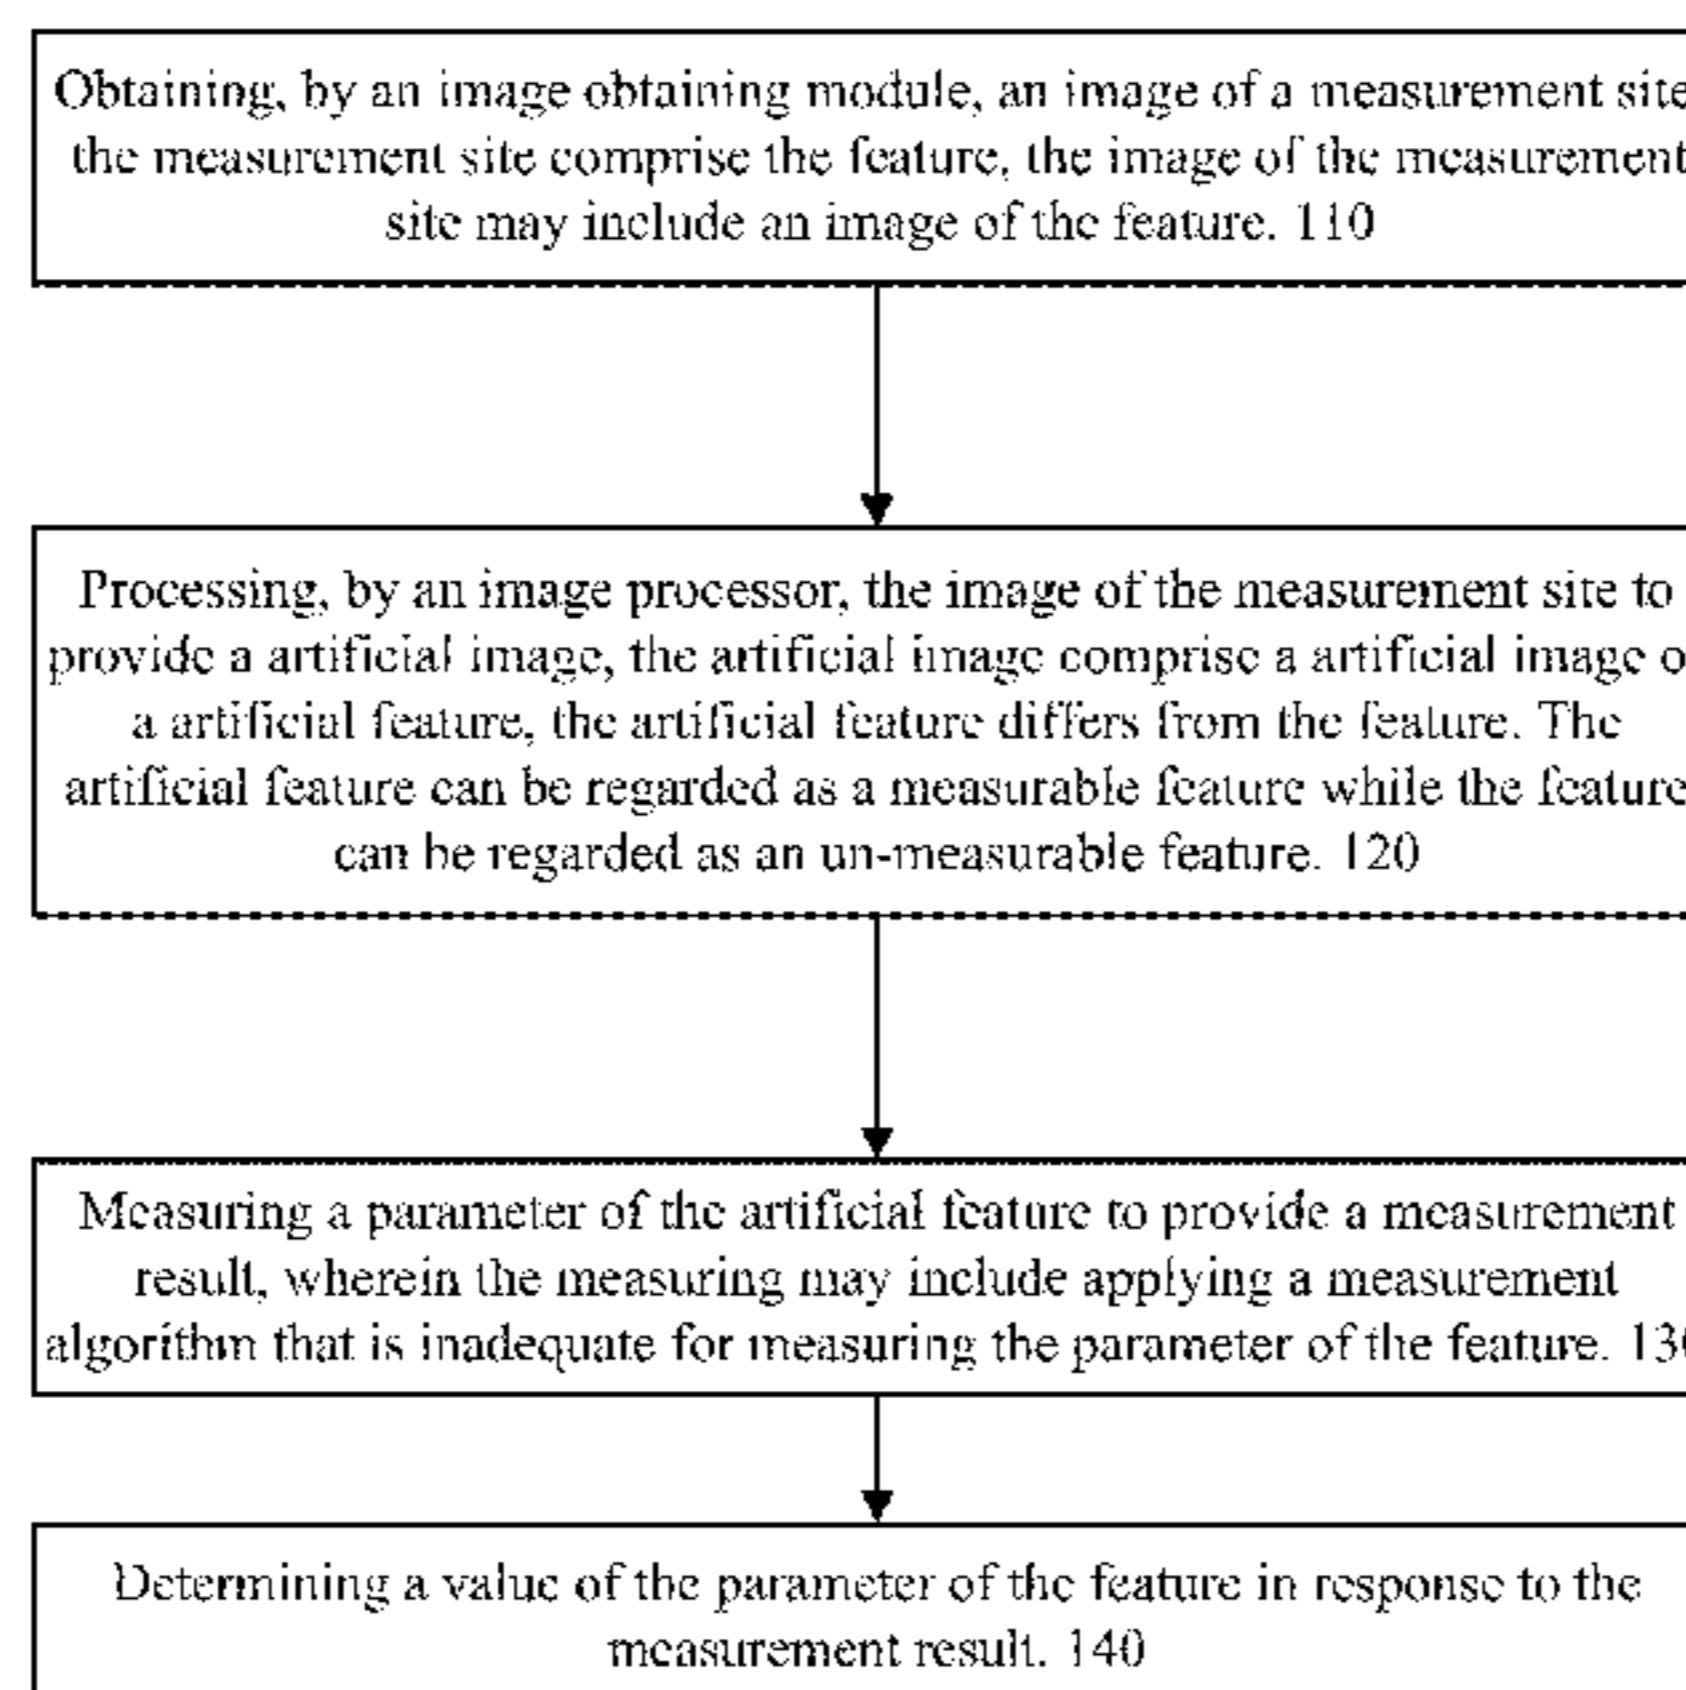 Obtaining, by an image obtaining module, an image of a measurement site
the measurement site comprise the feature, the image of the measurement
site may include an image of the feature. 110
Processing, by an image processor, the image of the measurement site to
provide a artificial image, the artificial image comprise a artificial image o
a artificial feature, the artificial feature differs from the feature. The
artificial feature can be regarded as a measurable feature while the feature
can be regarded as an un-measurable feature. 120
Measuring a parameter of the artificial feature to provide a measurement
result, wherein the measuring may include applying a measurement
algorithm that is inadequate for measuring the parameter of the feature. 130
Determining a value of the parameter of the feature in response to the
measurement result. 140